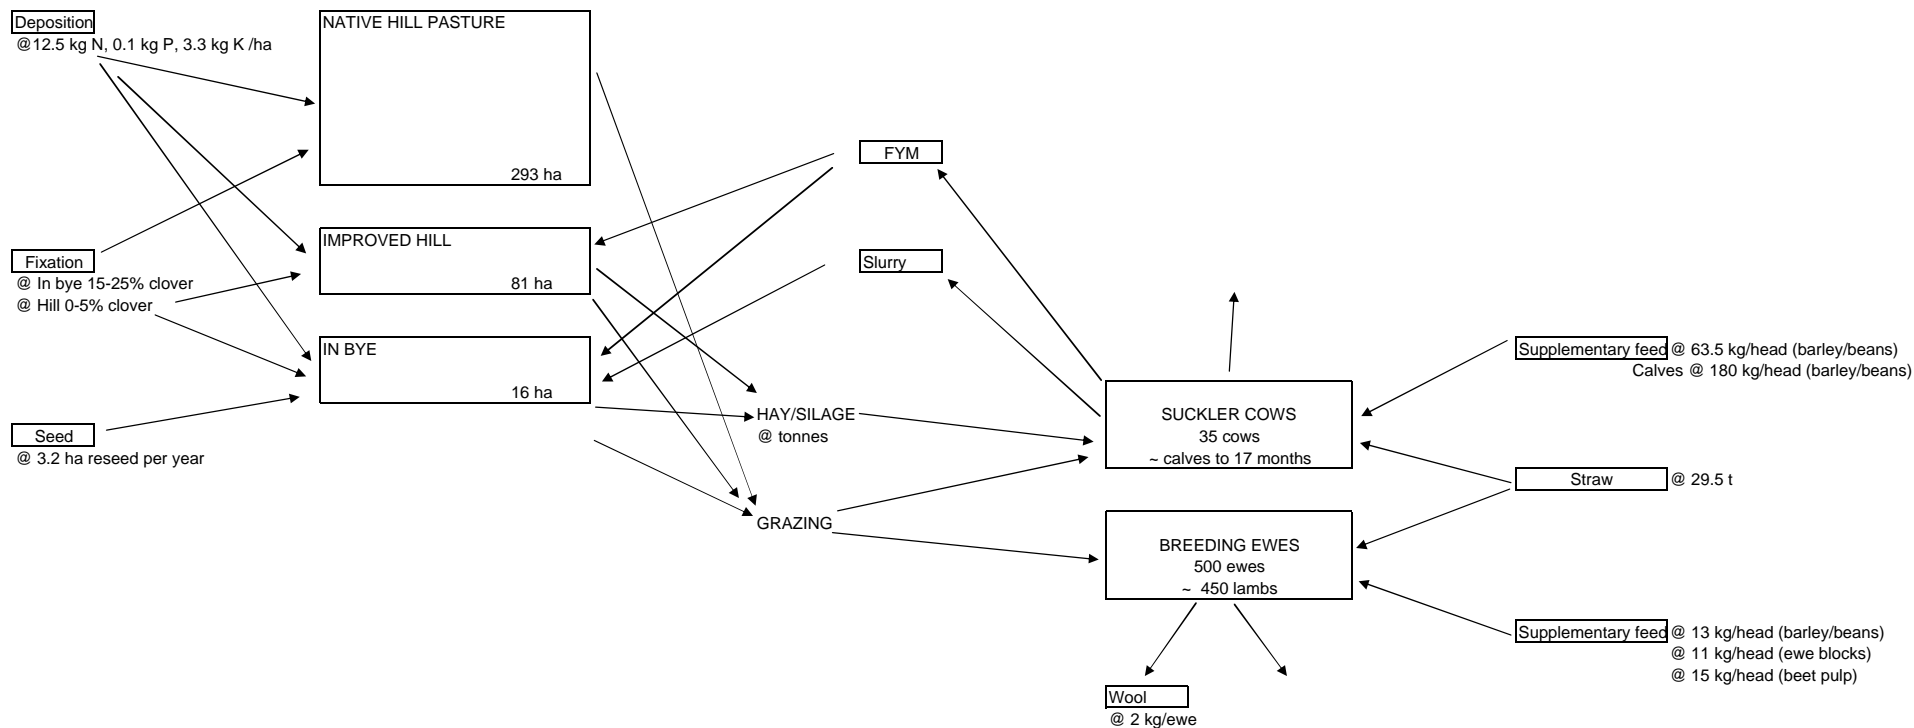 Deposition
@12.5 kg N, 0.1 kg P, 3.3 kg K /ha
NATIVE HILL PASTURE
293 ha
FYM
IMPROVED HILL
81 ha
Fixation
@ In bye 15-25% clover
@ Hill 0-5% clover
Slurry
IN BYE
16 ha
Supplementary feed @ 63.5 kg/head (barley/beans)
Calves @ 180 kg/head (barley/beans)
Seed
@ 3.2 ha reseed per year
HAY/SILAGE
@ tonnes
SUCKLER COWS
35 cows
~ calves to 17 months
Straw @ 29.5 t
GRAZING
BREEDING EWES
500 ewes
~ 450 lambs
Supplementary feed @ 13 kg/head (barley/beans)
@ 11 kg/head (ewe blocks)
@ 15 kg/head (beet pulp)
Wool
@ 2 kg/ewe